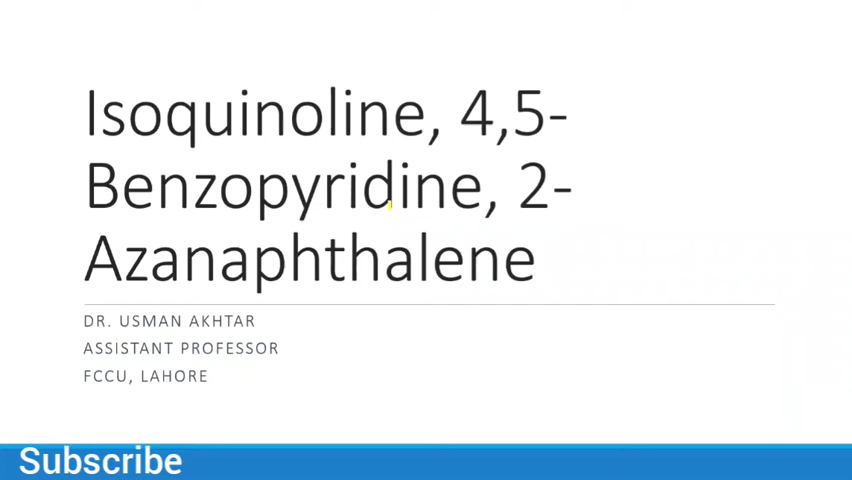 Isoquinoline, 4,5-
Benzopyridine, 2-
Azanaphthalene
DR. USMAN AKHTAR
ASSISTANT PROFESSOR
FCCU, LAHORE
Subscribe